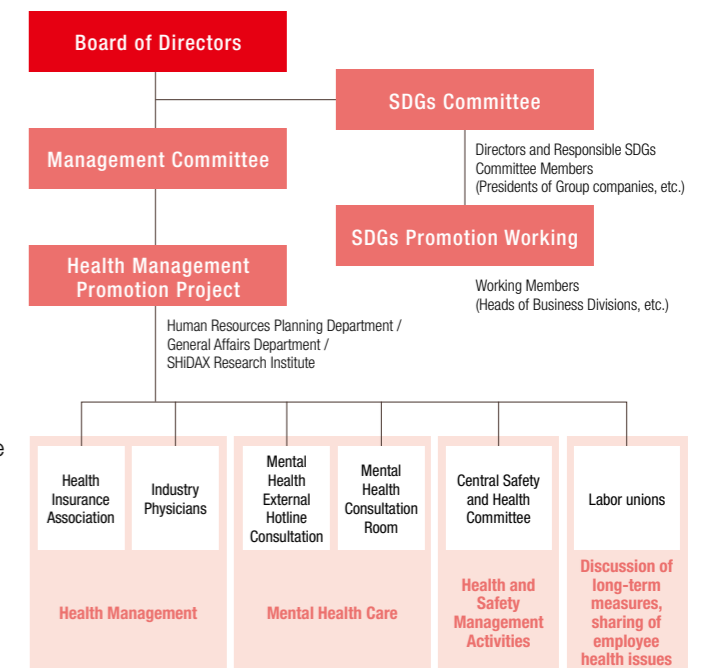 Board of Directors
SDGs Committee
Directors and Responsible SDGs
Committee Members
(Presidents of Group companies, etc.)
Management Committee
SDGs Promotion Working
Working Members
(Heads of Business Divisions, etc.)
Health Management
Promotion Project
Human Resources Planning Department /
General Affairs Department /
SHiDAX Research Institute
e
Health
Insurance
Association
Industry
Physicians
Mental
Health
External
Hotline
Consultation
Mental
Health
Consultation
Room
Central Safety
and Health
Committee
Labor unions
Health Management
Mental Health Care
Health and
Safety
Management
Activities
Discussion of
long-term
measures,
sharing of
employee
health issues